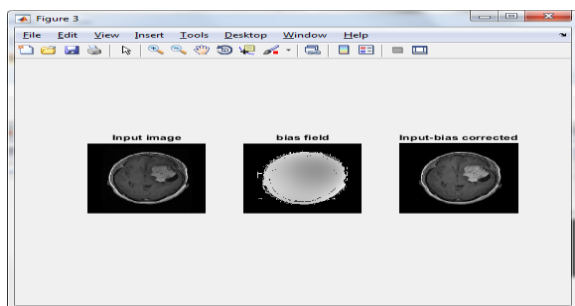 Figure 3
File Edit View Insert Tools Desktop Window Help
Input image bias field Input-bias corrected